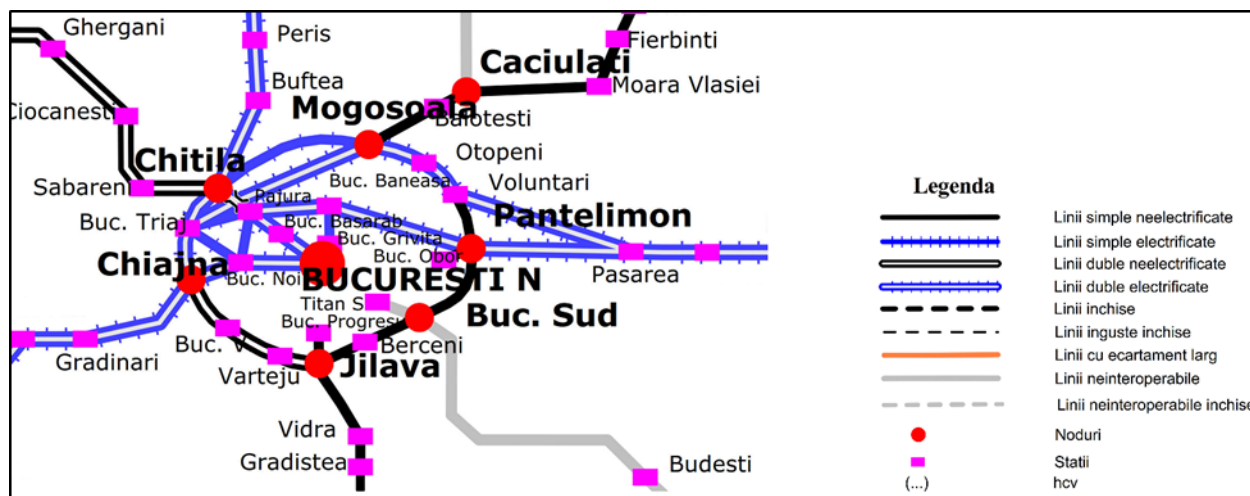 Ghergani
Peris
Fierbinti
Caciulati
Buftea
Moara Vlasiei
Ciocanesti
Mogosoaia
Balotesti
Otopeni
Chitila
Buc. Baneasa
Voluntari
Sabareni
Pajura
Pantelimon
Buc. Triaj
Buc. Basarab
Buc. Grivita
Buc. Obor
Chiajna
Buc. Noi
BUCURESTI N
Pasarea
Titan S
Buc. Progresu
Buc. Sud
Gradinari
Buc. V
Berceni
Varteju
Jilava
Vidra
Gradistea
Budesti
Legenda
Linii simple neelectrificate
Linii simple electrificate
Linii duble neelectrificate
Linii duble electrificate
Linii inchise
Linii inguste inchise
Linii cu ecartament larg
Linii neinteroperabile
Linii neinteroperabile inchise
Noduri
Statii
(...) hcv